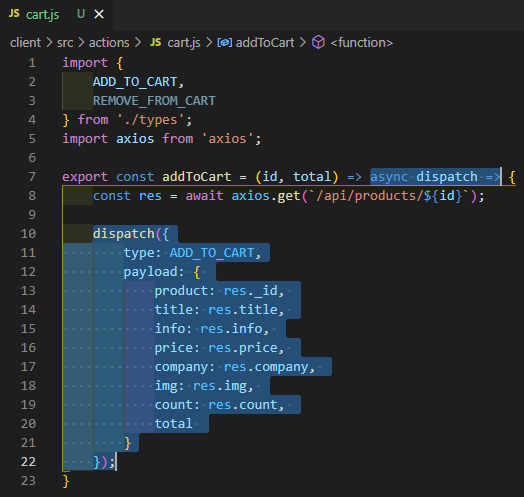 JS cart.js U ×
client > src > actions > JS cart.js > addToCart > <function>
1 import {
2 ADD_TO_CART,
3 REMOVE_FROM_CART
4 } from './types';
5 import axios from 'axios';
6
7 export const addToCart = (id, total) => async dispatch => {
8 const res = await axios.get(`/api/products/${id}`);
9
10 dispatch({
11 type: ADD_TO_CART,
12 payload: {
13 product: res._id,
14 title: res.title,
15 info: res.info,
16 price: res.price,
17 company: res.company,
18 img: res.img,
19 count: res.count,
20 total
21 }
22 });
23 }